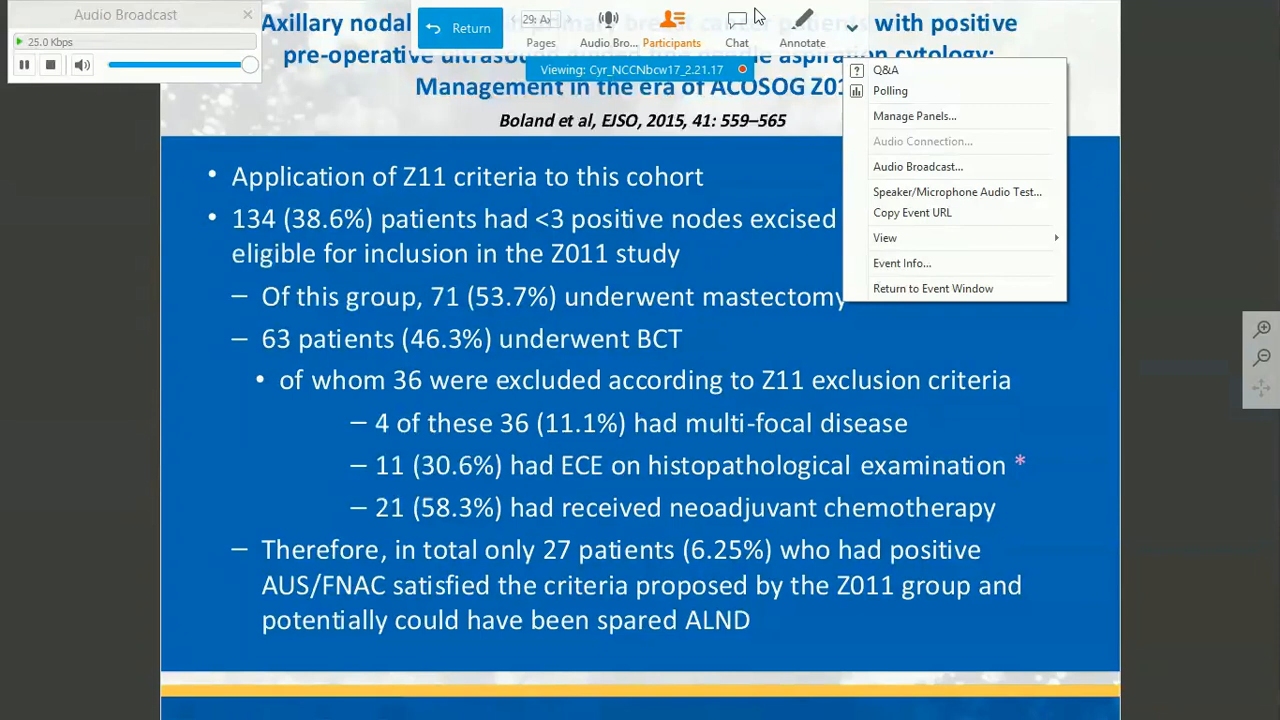 Audio Broadcast
25.0 Kbps
Return
29: Ax
Pages
Audio Bro...
Participants
Chat
Annotate
Viewing: Cyr_NCCNbcw17_2.21.17
Q&A
Polling
Manage Panels...
Audio Connection...
Audio Broadcast...
Speaker/Microphone Audio Test...
Copy Event URL
View
Event Info...
Return to Event Window
Axillary nodal with positive
pre-operative aspiration cytology:
Management in the era of ACOSOG
Boland et al, EJSO, 2015, 41: 559–565
• Application of Z11 criteria to this cohort
• 134 (38.6%) patients had <3 positive nodes excised
eligible for inclusion in the Z011 study
– Of this group, 71 (53.7%) underwent mastectomy
– 63 patients (46.3%) underwent BCT
• of whom 36 were excluded according to Z11 exclusion criteria
– 4 of these 36 (11.1%) had multi-focal disease
– 11 (30.6%) had ECE on histopathological examination *
– 21 (58.3%) had received neoadjuvant chemotherapy
– Therefore, in total only 27 patients (6.25%) who had positive
AUS/FNAC satisfied the criteria proposed by the Z011 group and
potentially could have been spared ALND